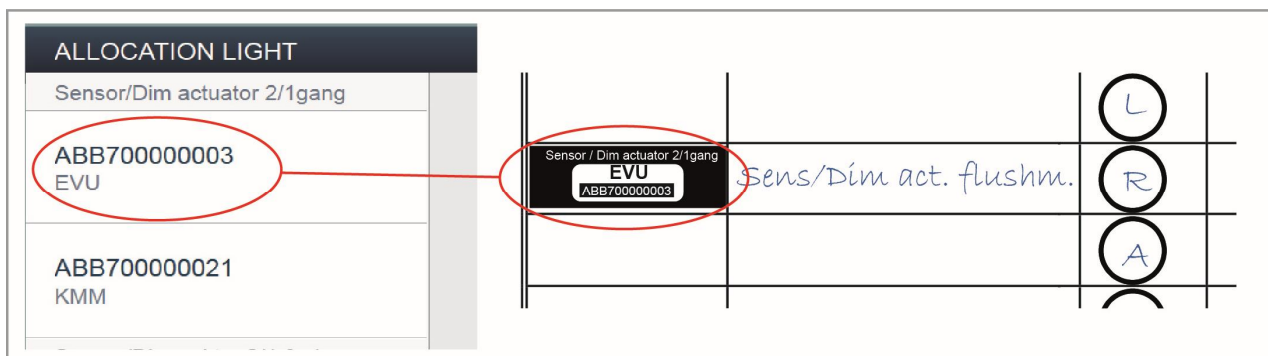 ALLOCATION LIGHT
Sensor/Dim actuator 2/1gang
ABB700000003
EVU
ABB700000021
KMM
L
Sensor / Dim actuator 2/1gang
EVU
ABB700000003
Sens/Dim act. flushm.
R
A